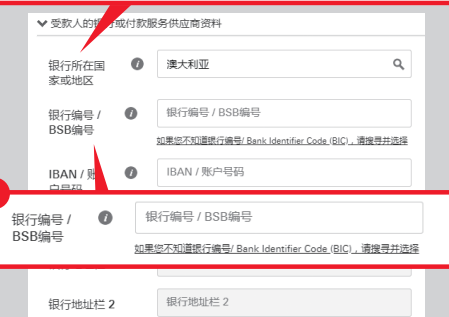 受款人的银行或付款服务供应商资料
银行所在国 澳大利亚
家或地区
银行编号 / 银行编号 / BSB编号
BSB编号
如果您不知道银行编号/ Bank Identifier Code (BIC)，请搜寻并选择
IBAN / 账 IBAN / 账户号码
户号码
银行编号 / 银行编号 / BSB编号
BSB编号
如果您不知道银行编号/ Bank Identifier Code (BIC)，请搜寻并选择
银行地址栏 2 银行地址栏 2